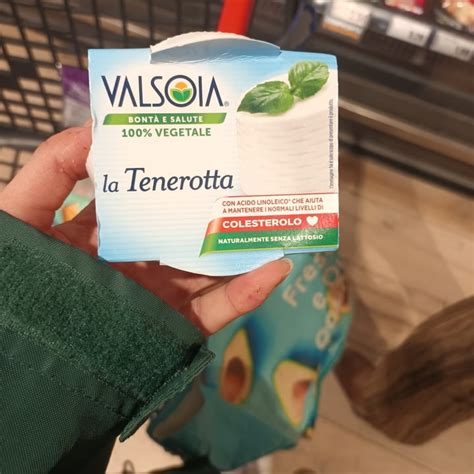 VALSOIA®
BONTÀ E SALUTE
100% VEGETALE
la Tenerotta
CON ACIDO LINOLEICO* CHE AIUTA
A MANTENERE I NORMALI LIVELLI DI
COLESTEROLO
NATURALMENTE SENZA LATTOSIO
Fre
e